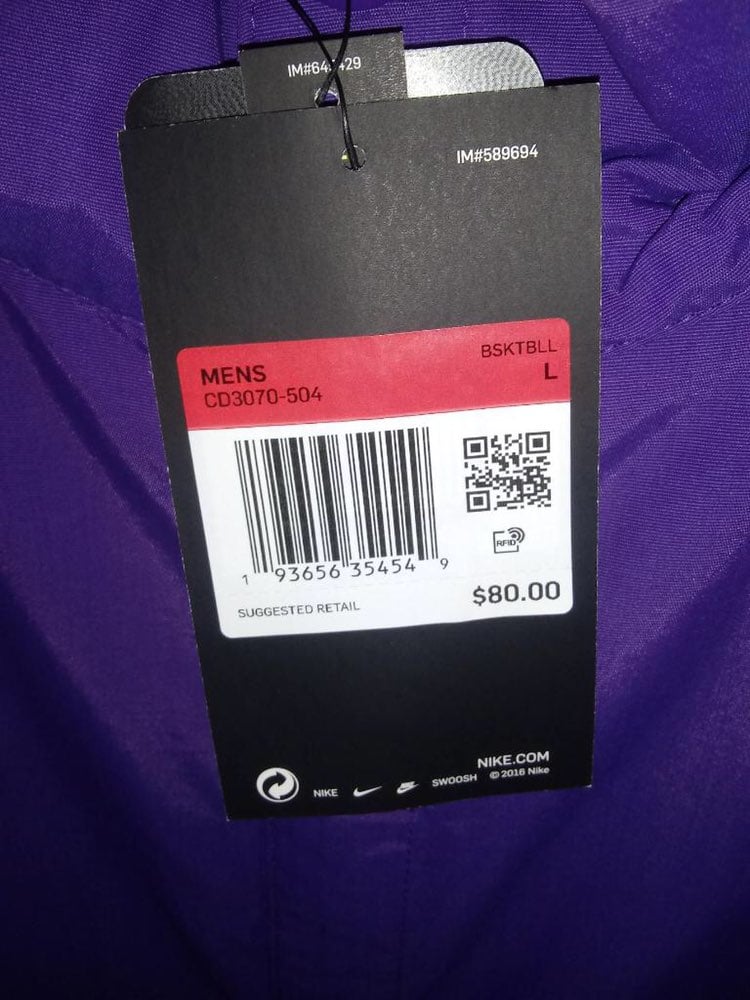 IM#589694
MENS
BSKTBLL
CD3070-504
L
RFID
1 93656 35454 9
SUGGESTED RETAIL
$80.00
NIKE.COM
NIKE SWOOSH © 2016 Nike